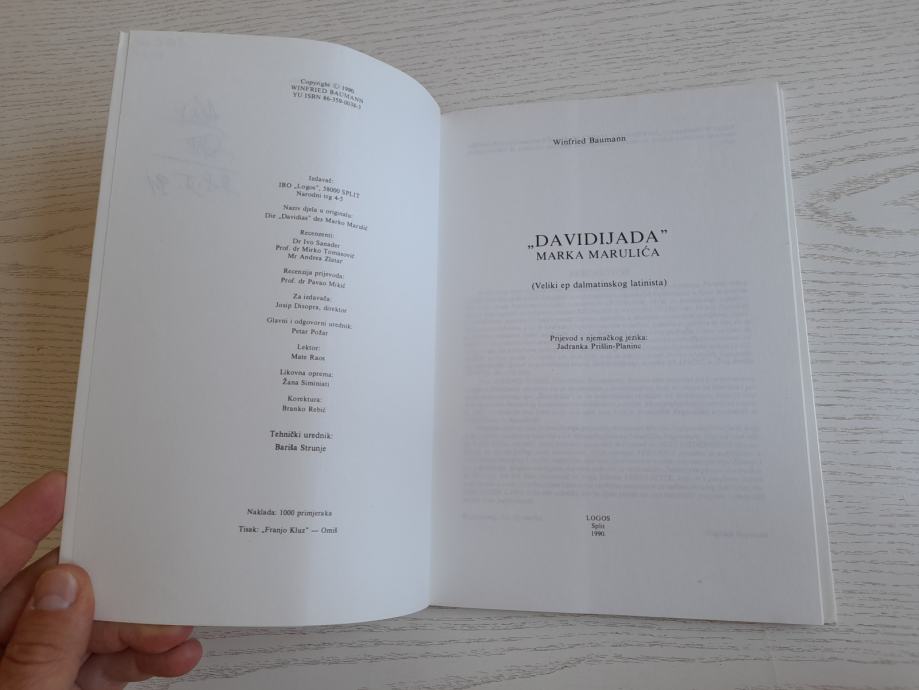 Copyright © 1990.
WINFRIED BAUMANN
YU ISBN 86-359-0036-3
Izdavač:
IRO „Logos", 58000 SPLIT
Narodni trg 4-5
Naziv djela u originalu:
Die „Davidias" des Marko Marulić
Recenzenti:
Dr Ivo Sanader
Prof. dr Mirko Tomasović
Mr Andrea Zlatar
Recenzija prijevoda:
Prof. dr Pavao Mikić
Za izdavača:
Josip Disopra, direktor
Glavni i odgovorni urednik:
Petar Požar
Lektor:
Mate Raos
Likovna oprema:
Žana Siminiati
Korektura:
Branko Rebić
Tehnički urednik:
Bariša Strunje
Naklada: 1000 primjeraka
Tisak: „Franjo Kluz" — Omiš
Winfried Baumann
„DAVIDIJADA”
MARKA MARULIĆA
(Veliki ep dalmatinskog latinista)
Prijevod s njemačkog jezika:
Jadranka Prišlin-Planinc
LOGOS
Split
1990.